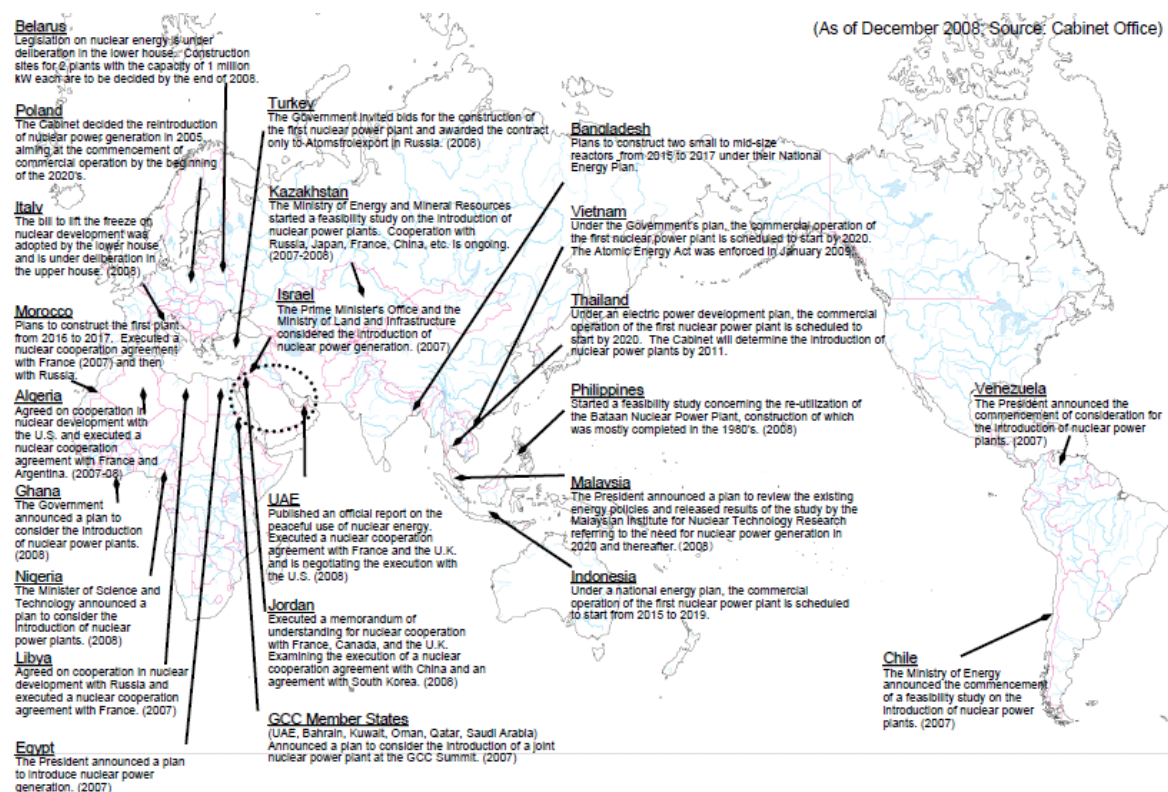 (As of December 2008, Source: Cabinet Office)
Belarus
Legislation on nuclear energy is under
deliberation in the lower house. Construction
sites for 2 plants with the capacity of 1 million
kW each are to be decided by the end of 2008.
Poland
The Cabinet decided the reintroduction
of nuclear power generation in 2005,
aiming at the commencement of
commercial operation by the beginning
of the 2020's.
Italy
The bill to lift the freeze on
nuclear development was
adopted by the lower house
and is under deliberation in
the upper house. (2008)
Morocco
Plans to construct the first plant
from 2016 to 2017. Executed a
nuclear cooperation agreement
with France (2007) and then
with Russia.
Algeria
Agreed on cooperation in
nuclear development with
the U.S. and executed a
nuclear cooperation
agreement with France and
Argentina. (2007-08)
Ghana
The Government
announced a plan to
consider the introduction
of nuclear power plants.
(2008)
Nigeria
The Minister of Science and
Technology announced a
plan to consider the
introduction of nuclear
power plants. (2008)
Libya
Agreed on cooperation in nuclear
development with Russia and
executed a nuclear cooperation
agreement with France. (2007)
Egypt
The President announced a plan
to introduce nuclear power
generation. (2007)
Turkey
The Government invited bids for the construction of
the first nuclear power plant and awarded the contract
only to Atomstroiexport in Russia. (2008)
Kazakhstan
The Ministry of Energy and Mineral Resources
started a feasibility study on the introduction of
nuclear power plants. Cooperation with
Russia, Japan, France, China, etc. is ongoing.
(2007-2008)
Israel
The Prime Minister's Office and the
Ministry of Land and Infrastructure
considered the introduction of
nuclear power generation. (2007)
UAE
Published an official report on the
peaceful use of nuclear energy.
Executed a nuclear cooperation
agreement with France and the U.K.
and is negotiating the execution with
the U.S. (2008)
Jordan
Executed a memorandum of
understanding for nuclear cooperation
with France, Canada, and the U.K.
Examining the execution of a nuclear
cooperation agreement with China and an
agreement with South Korea. (2008)
GCC Member States
(UAE, Bahrain, Kuwait, Oman, Qatar, Saudi Arabia)
Announced a plan to consider the introduction of a joint
nuclear power plant at the GCC Summit. (2007)
Bangladesh
Plans to construct two small to mid-size
reactors from 2015 to 2017 under their National
Energy Plan.
Vietnam
Under the Government's plan, the commercial operation of
the first nuclear power plant is scheduled to start by 2020.
The Atomic Energy Act was enforced in January 2009.
Thailand
Under an electric power development plan, the commercial
operation of the first nuclear power plant is scheduled to
start by 2020. The Cabinet will determine the introduction of
nuclear power plants by 2011.
Philippines
Started a feasibility study concerning the re-utilization of
the Bataan Nuclear Power Plant, construction of which
was mostly completed in the 1980's. (2008)
Malaysia
The President announced a plan to review the existing
energy policies and released results of the study by the
Malaysian Institute for Nuclear Technology Research
referring to the need for nuclear power generation in
2020 and thereafter. (2008)
Indonesia
Under a national energy plan, the commercial
operation of the first nuclear power plant is scheduled
to start from 2015 to 2019.
Venezuela
The President announced the
commencement of consideration for
the introduction of nuclear power
plants. (2007)
Chile
The Ministry of Energy
announced the commencement
of a feasibility study on the
introduction of nuclear power
plants. (2007)